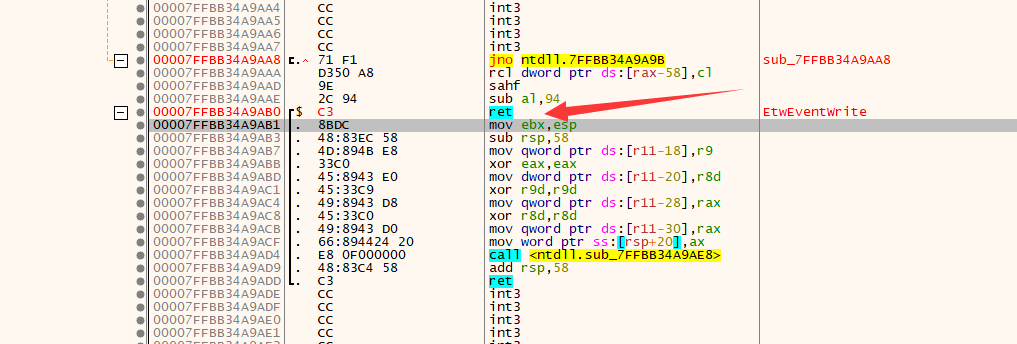 00007FFBB34A9AA4 CC int3
00007FFBB34A9AA5 CC int3
00007FFBB34A9AA6 CC int3
00007FFBB34A9AA7 CC int3
00007FFBB34A9AA8 71 F1 jno ntdll.7FFBB34A9A9B sub_7FFBB34A9AA8
00007FFBB34A9AAA D350 A8 rcl dword ptr ds:[rax-58],cl
00007FFBB34A9AAD 9E sahf
00007FFBB34A9AAE 2C 94 sub al,94
00007FFBB34A9AB0 $ C3 ret EtwEventWrite
00007FFBB34A9AB1 . 8BDC mov ebx,esp
00007FFBB34A9AB3 . 48:83EC 58 sub rsp,58
00007FFBB34A9AB7 . 4D:894B E8 mov qword ptr ds:[r11-18],r9
00007FFBB34A9ABB . 33C0 xor eax,eax
00007FFBB34A9ABD . 45:8943 E0 mov dword ptr ds:[r11-20],r8d
00007FFBB34A9AC1 . 45:33C9 xor r9d,r9d
00007FFBB34A9AC4 . 49:8943 D8 mov qword ptr ds:[r11-28],rax
00007FFBB34A9AC8 . 45:33C0 xor r8d,r8d
00007FFBB34A9ACB . 49:8943 D0 mov qword ptr ds:[r11-30],rax
00007FFBB34A9ACF . 66:894424 20 mov word ptr ss:[rsp+20],ax
00007FFBB34A9AD4 . E8 0F000000 call <ntdll.sub_7FFBB34A9AE8>
00007FFBB34A9AD9 . 48:83C4 58 add rsp,58
00007FFBB34A9ADD . C3 ret
00007FFBB34A9ADE CC int3
00007FFBB34A9ADF CC int3
00007FFBB34A9AE0 CC int3
00007FFBB34A9AE1 CC int3